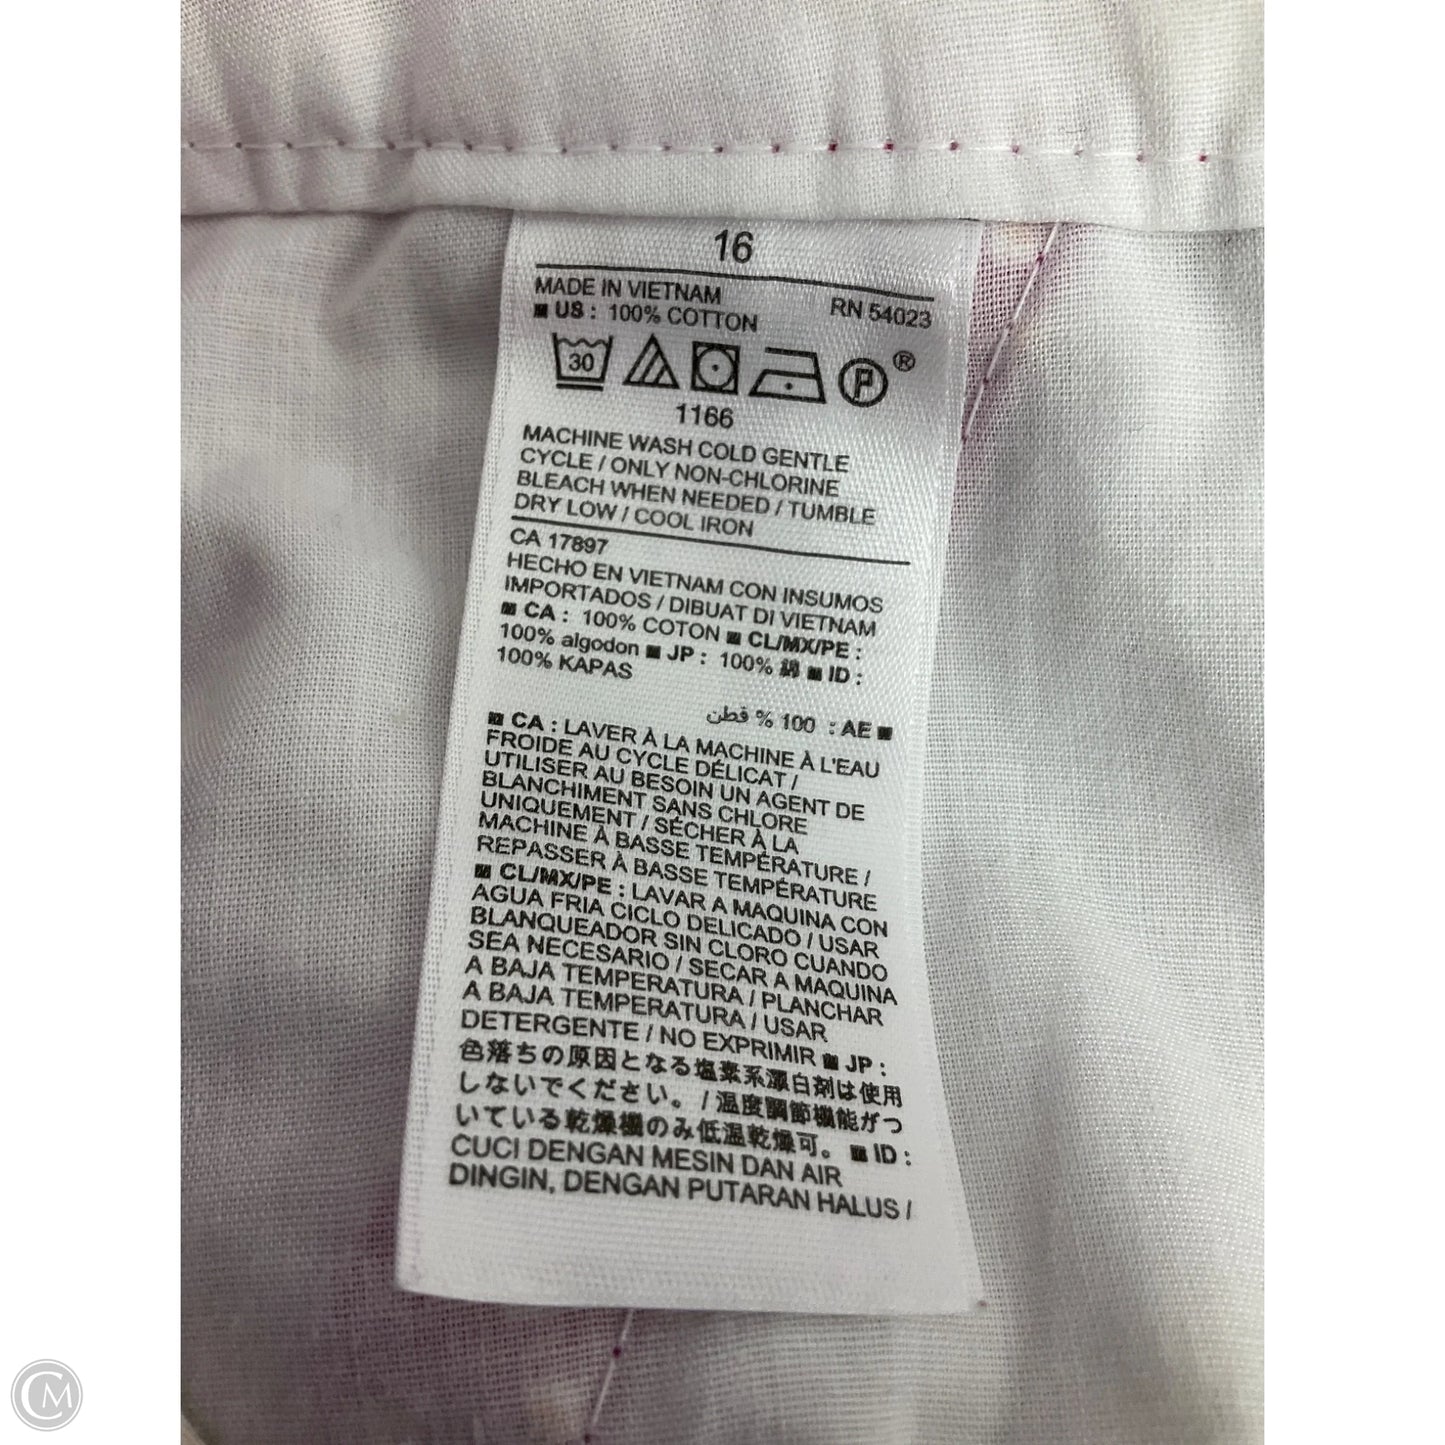 16
MADE IN VIETNAM RN 54023
■ US : 100% COTTON
30 P ®
1166
MACHINE WASH COLD GENTLE
CYCLE / ONLY NON-CHLORINE
BLEACH WHEN NEEDED / TUMBLE
DRY LOW / COOL IRON
CA 17897
HECHO EN VIETNAM CON INSUMOS
IMPORTADOS / DIBUAT DI VIETNAM
■ CA : 100% COTON ■ CL/MX/PE :
100% algodon ■ JP : 100% 綿 ■ ID :
100% KAPAS
■ AE : 100 % قطن
■ CA : LAVER À LA MACHINE À L'EAU
FROIDE AU CYCLE DÉLICAT /
UTILISER AU BESOIN UN AGENT DE
BLANCHIMENT SANS CHLORE
UNIQUEMENT / SÉCHER À LA
MACHINE À BASSE TEMPÉRATURE /
REPASSER À BASSE TEMPÉRATURE
■ CL/MX/PE : LAVAR A MAQUINA CON
AGUA FRIA CICLO DELICADO / USAR
BLANQUEADOR SIN CLORO CUANDO
SEA NECESARIO / SECAR A MAQUINA
A BAJA TEMPERATURA / PLANCHAR
A BAJA TEMPERATURA / USAR
DETERGENTE / NO EXPRIMIR ■ JP :
色落ちの原因となる塩素系漂白剤は使用
しないでください。 / 温度調節機能がつ
いている乾燥機のみ低温乾燥可。 ■ ID :
CUCI DENGAN MESIN DAN AIR
DINGIN, DENGAN PUTARAN HALUS /
CM